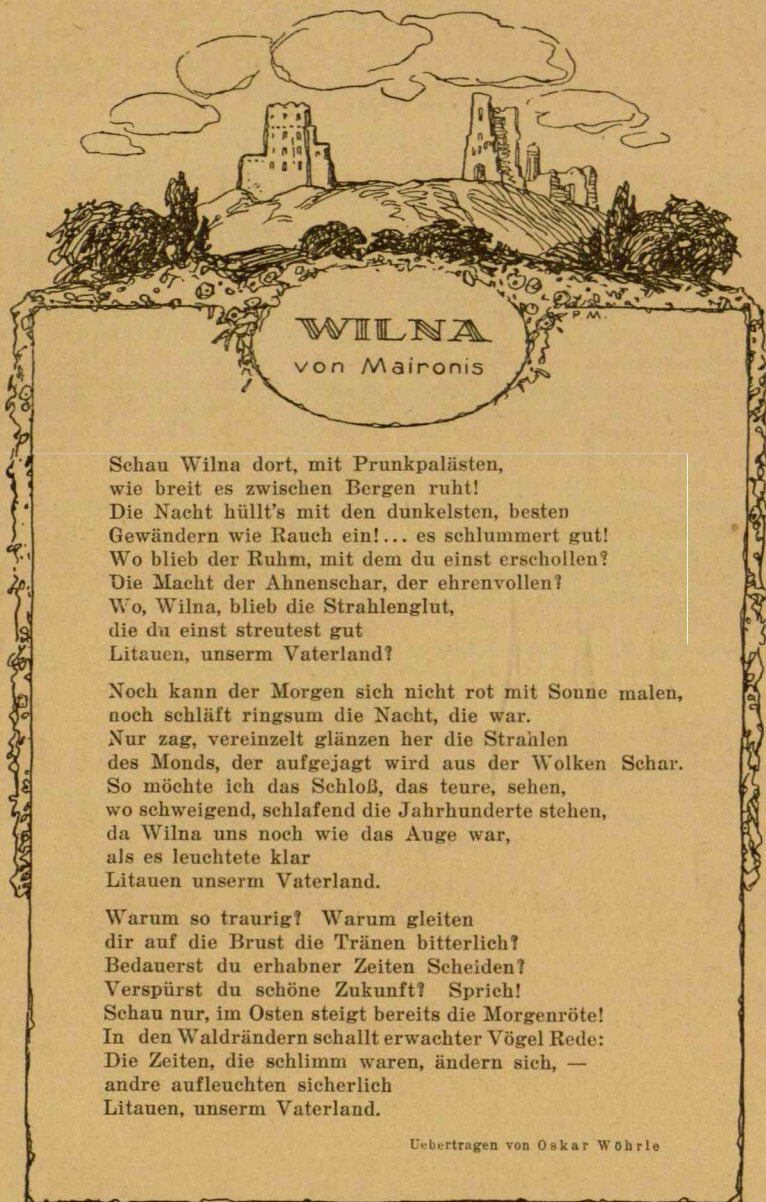 P. M.
WILNA
von Maironis
Schau Wilna dort, mit Prunkpalästen,
wie breit es zwischen Bergen ruht!
Die Nacht hüllt's mit den dunkelsten, besten
Gewändern wie Rauch ein!... es schlummert gut!
Wo blieb der Ruhm, mit dem du einst erschollen?
Die Macht der Ahnenschar, der ehrenvollen?
Wo, Wilna, blieb die Strahlenglut,
die du einst streutest gut
Litauen, unserm Vaterland?
Noch kann der Morgen sich nicht rot mit Sonne malen,
noch schläft ringsum die Nacht, die war.
Nur zag, vereinzelt glänzen her die Strahlen
des Monds, der aufgejagt wird aus der Wolken Schar.
So möchte ich das Schloß, das teure, sehen,
wo schweigend, schlafend die Jahrhunderte stehen,
da Wilna uns noch wie das Auge war,
als es leuchtete klar
Litauen unserm Vaterland.
Warum so traurig? Warum gleiten
dir auf die Brust die Tränen bitterlich?
Bedauerst du erhabner Zeiten Scheiden?
Verspürst du schöne Zukunft? Sprich!
Schau nur, im Osten steigt bereits die Morgenröte!
In den Waldrändern schallt erwachter Vögel Rede:
Die Zeiten, die schlimm waren, ändern sich, —
andre aufleuchten sicherlich
Litauen, unserm Vaterland.
Uebertragen von Oskar Wöhrle